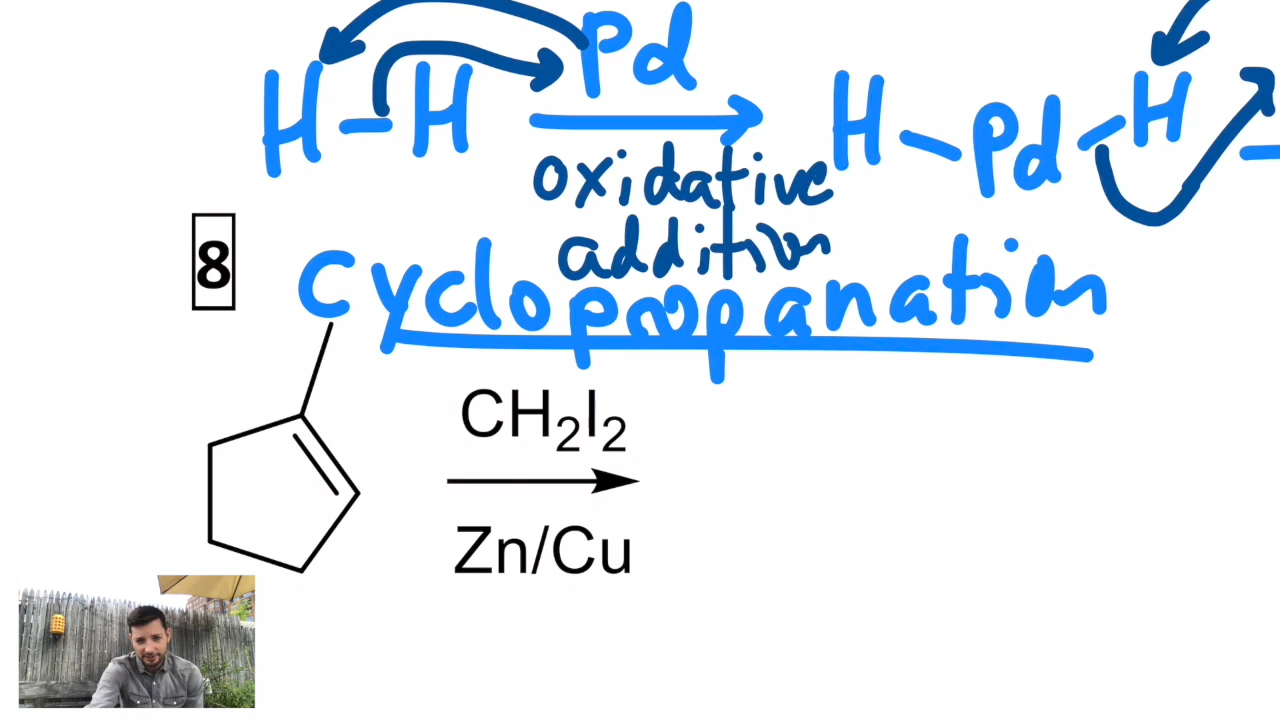 H-H Pd H-Pd-H
oxidative
addition
8 Cyclopropanation
CH₂I₂
Zn/Cu